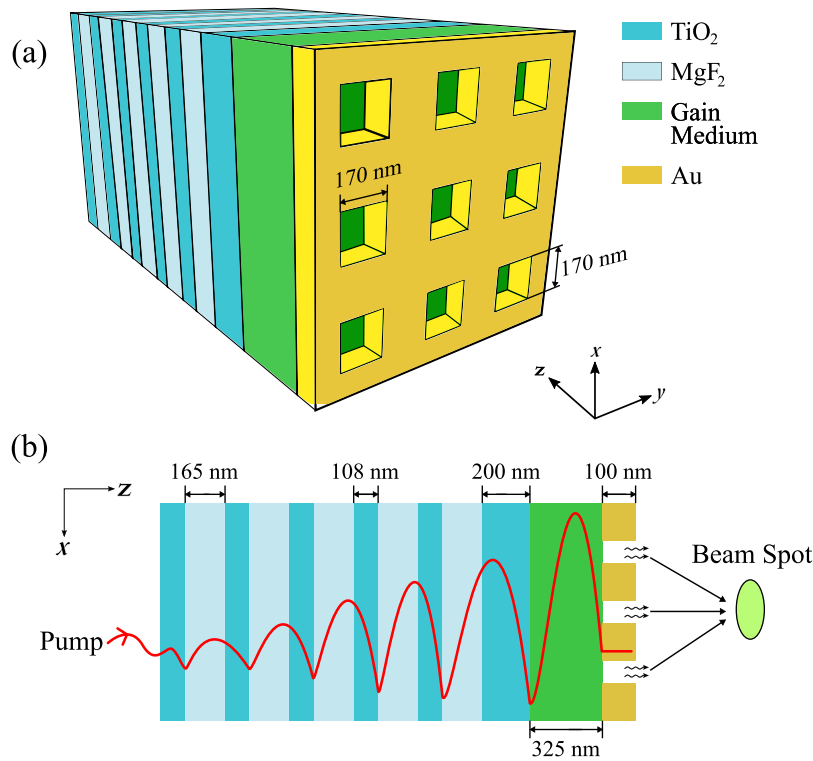 (a)
TiO₂
MgF₂
Gain
Medium
Au
170 nm
170 nm
x
z
y
(b)
165 nm
108 nm
200 nm
100 nm
z
x
Beam Spot
Pump
325 nm